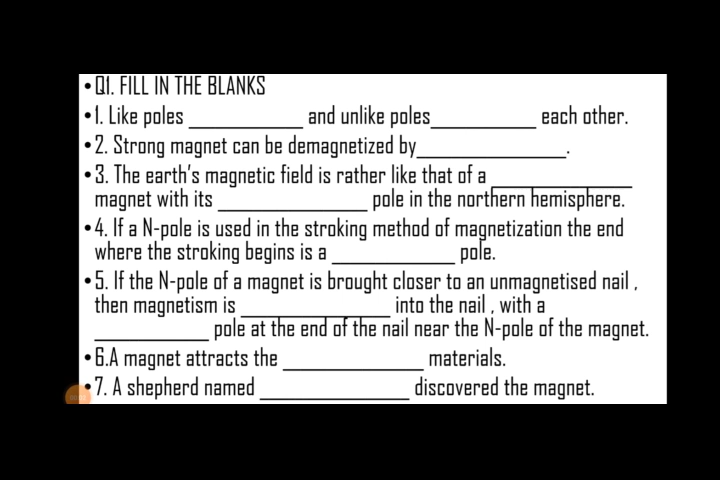 • Q1. FILL IN THE BLANKS
• 1. Like poles ____________ and unlike poles___________ each other.
• 2. Strong magnet can be demagnetized by________________.
• 3. The earth's magnetic field is rather like that of a _______________
magnet with its ________________ pole in the northern hemisphere.
• 4. If a N-pole is used in the stroking method of magnetization the end
where the stroking begins is a _____________ pole.
• 5. If the N-pole of a magnet is brought closer to an unmagnetised nail ,
then magnetism is ________________ into the nail , with a
____________ pole at the end of the nail near the N-pole of the magnet.
• 6.A magnet attracts the _______________ materials.
• 7. A shepherd named ________________ discovered the magnet.